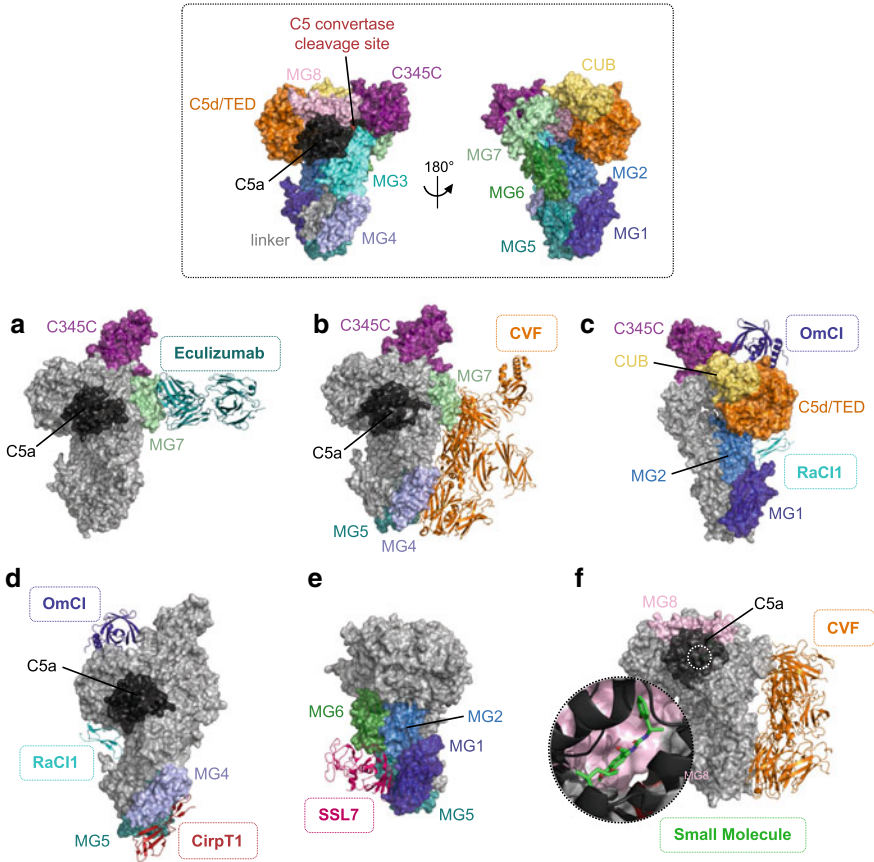 C5 convertase
cleavage site
MG8
C345C
CUB
C5d/TED
C5a
MG3
180°
MG7
MG2
MG6
linker
MG4
MG5
MG1
a
C345C
Eculizumab
C5a
MG7
b
C345C
CVF
MG7
C5a
MG5
MG4
c
C345C
OmCI
CUB
C5d/TED
MG2
RaCI1
MG1
d
OmCI
C5a
RaCI1
MG4
MG5
CirpT1
e
MG6
MG2
MG1
SSL7
MG5
f
MG8
C5a
CVF
MG8
Small Molecule